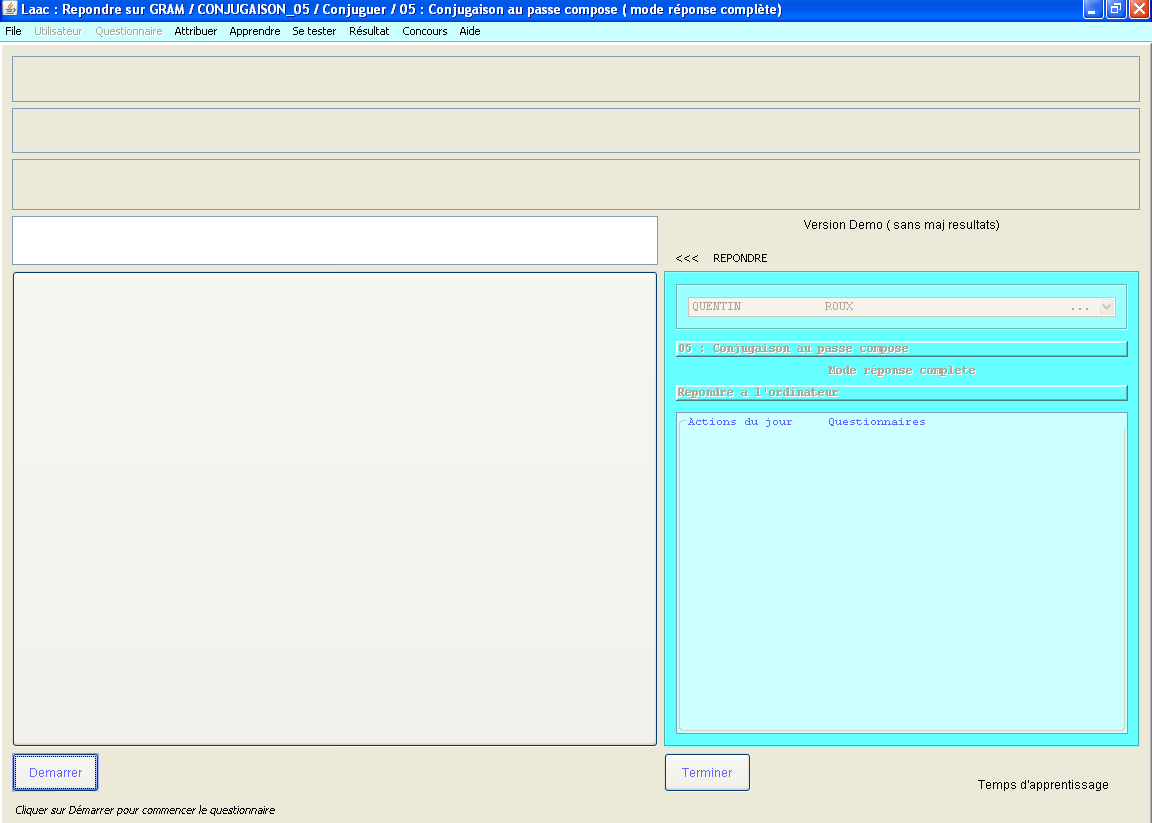 Laac : Repondre sur GRAM / CONJUGAISON_05 / Conjuguer / 05 : Conjugaison au passe compose ( mode réponse complète)
File Utilisateur Questionnaire Attribuer Apprendre Se tester Résultat Concours Aide
Version Demo ( sans maj resultats)
<<< REPONDRE
QUENTIN ROUX ...
05 : Conjugaison au passe compose
Mode réponse complete
Repondre a l'ordinateur
Actions du jour Questionnaires
Demarrer Terminer
Temps d'apprentissage
Cliquer sur Démarrer pour commencer le questionnaire